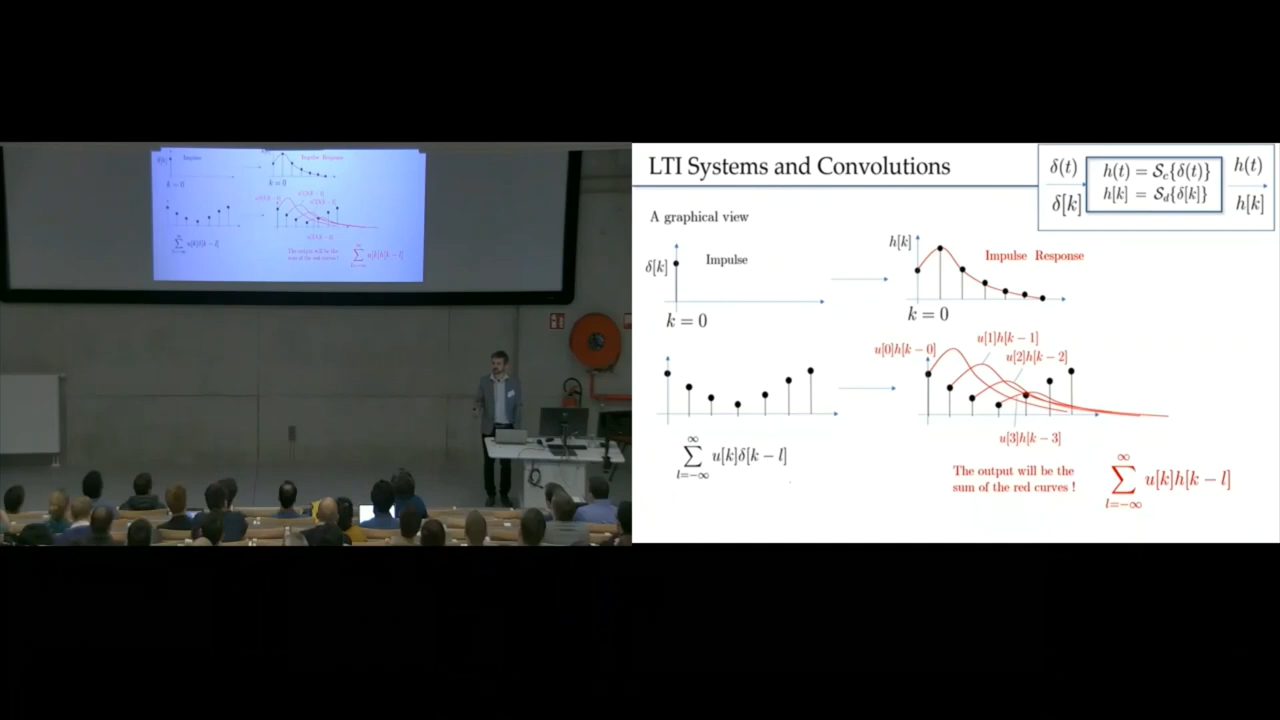 LTI Systems and Convolutions
δ(t)
δ[k]
h(t) = 𝒮_c{δ(t)}
h[k] = 𝒮_d{δ[k]}
h(t)
h[k]
A graphical view
δ[k]
Impulse
k = 0
h[k]
Impulse Response
k = 0
u[0]h[k−0]
u[1]h[k−1]
u[2]h[k−2]
u[3]h[k−3]
∞
∑ u[k]δ[k−l]
l=−∞
The output will be the
sum of the red curves !
∞
∑ u[k]h[k−l]
l=−∞